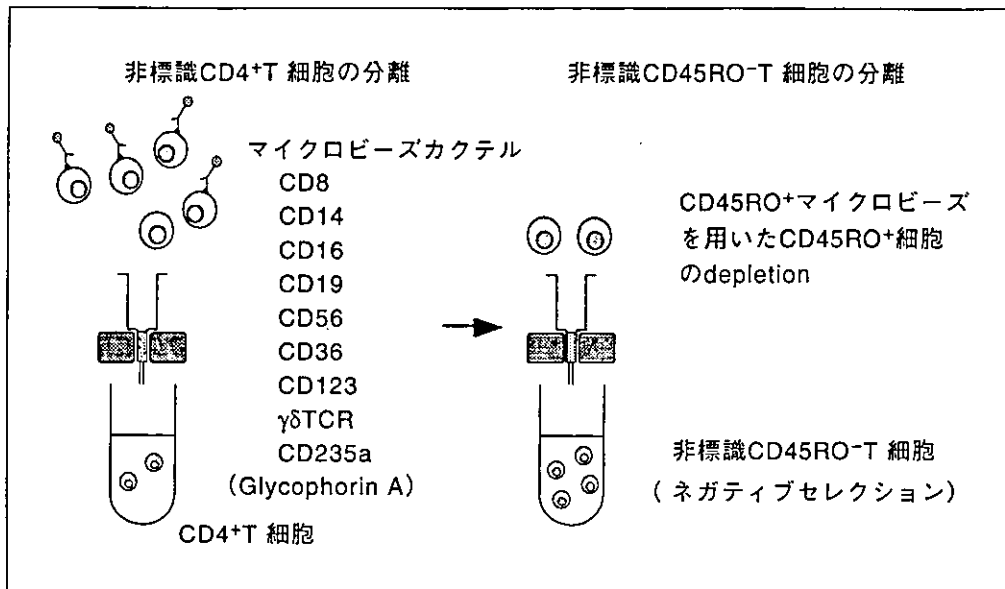 非標識CD4⁺T 細胞の分離
マイクロビーズカクテル
CD8
CD14
CD16
CD19
CD56
CD36
CD123
γδTCR
CD235a
(Glycophorin A)
CD4⁺T 細胞
非標識CD45RO⁻T 細胞の分離
CD45RO⁺マイクロビーズ
を用いたCD45RO⁺細胞
のdepletion
非標識CD45RO⁻T 細胞
(ネガティブセレクション)